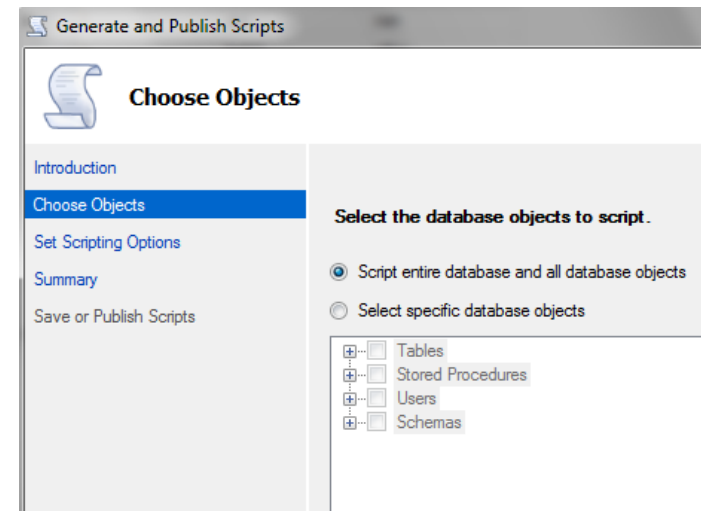 Generate and Publish Scripts
Choose Objects
Introduction
Choose Objects
Set Scripting Options
Summary
Save or Publish Scripts
Select the database objects to script.
Script entire database and all database objects
Select specific database objects
Tables
Stored Procedures
Users
Schemas